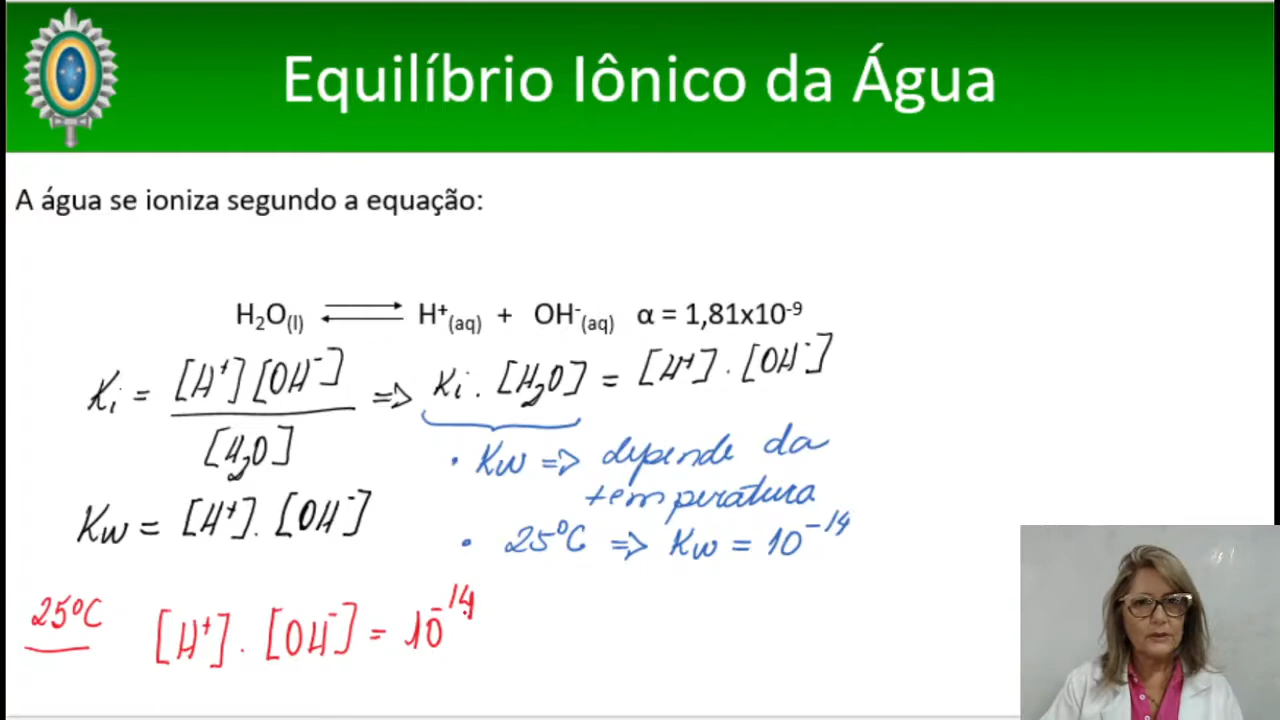 Equilíbrio Iônico da Água
A água se ioniza segundo a equação:
H₂O(l) ⇌ H⁺(aq) + OH⁻(aq) α = 1,81x10⁻⁹
Ki = [H⁺][OH⁻] / [H₂O] => Ki . [H₂O] = [H⁺] . [OH⁻]
• Kw => depende da
temperatura
Kw = [H⁺] . [OH⁻]
• 25°C => Kw = 10⁻¹⁴
25°C [H⁺] . [OH⁻] = 10⁻¹⁴